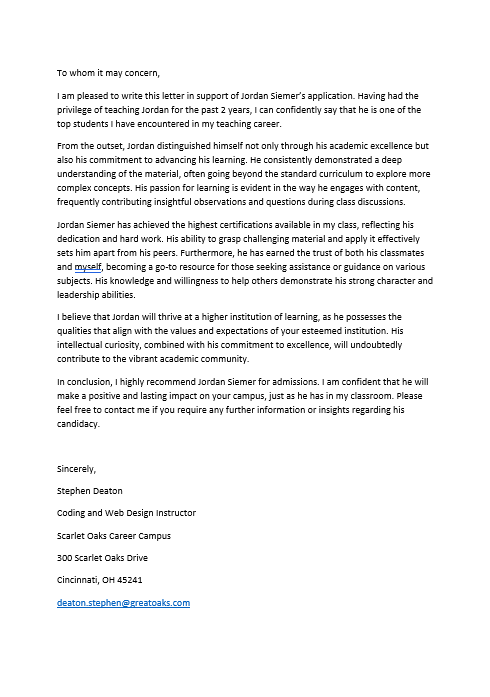 To whom it may concern,
I am pleased to write this letter in support of Jordan Siemer's application. Having had the
privilege of teaching Jordan for the past 2 years, I can confidently say that he is one of the
top students I have encountered in my teaching career.
From the outset, Jordan distinguished himself not only through his academic excellence but
also his commitment to advancing his learning. He consistently demonstrated a deep
understanding of the material, often going beyond the standard curriculum to explore more
complex concepts. His passion for learning is evident in the way he engages with content,
frequently contributing insightful observations and questions during class discussions.
Jordan Siemer has achieved the highest certifications available in my class, reflecting his
dedication and hard work. His ability to grasp challenging material and apply it effectively
sets him apart from his peers. Furthermore, he has earned the trust of both his classmates
and myself, becoming a go-to resource for those seeking assistance or guidance on various
subjects. His knowledge and willingness to help others demonstrate his strong character and
leadership abilities.
I believe that Jordan will thrive at a higher institution of learning, as he possesses the
qualities that align with the values and expectations of your esteemed institution. His
intellectual curiosity, combined with his commitment to excellence, will undoubtedly
contribute to the vibrant academic community.
In conclusion, I highly recommend Jordan Siemer for admissions. I am confident that he will
make a positive and lasting impact on your campus, just as he has in my classroom. Please
feel free to contact me if you require any further information or insights regarding his
candidacy.
Sincerely,
Stephen Deaton
Coding and Web Design Instructor
Scarlet Oaks Career Campus
300 Scarlet Oaks Drive
Cincinnati, OH 45241
deaton.stephen@greatoaks.com